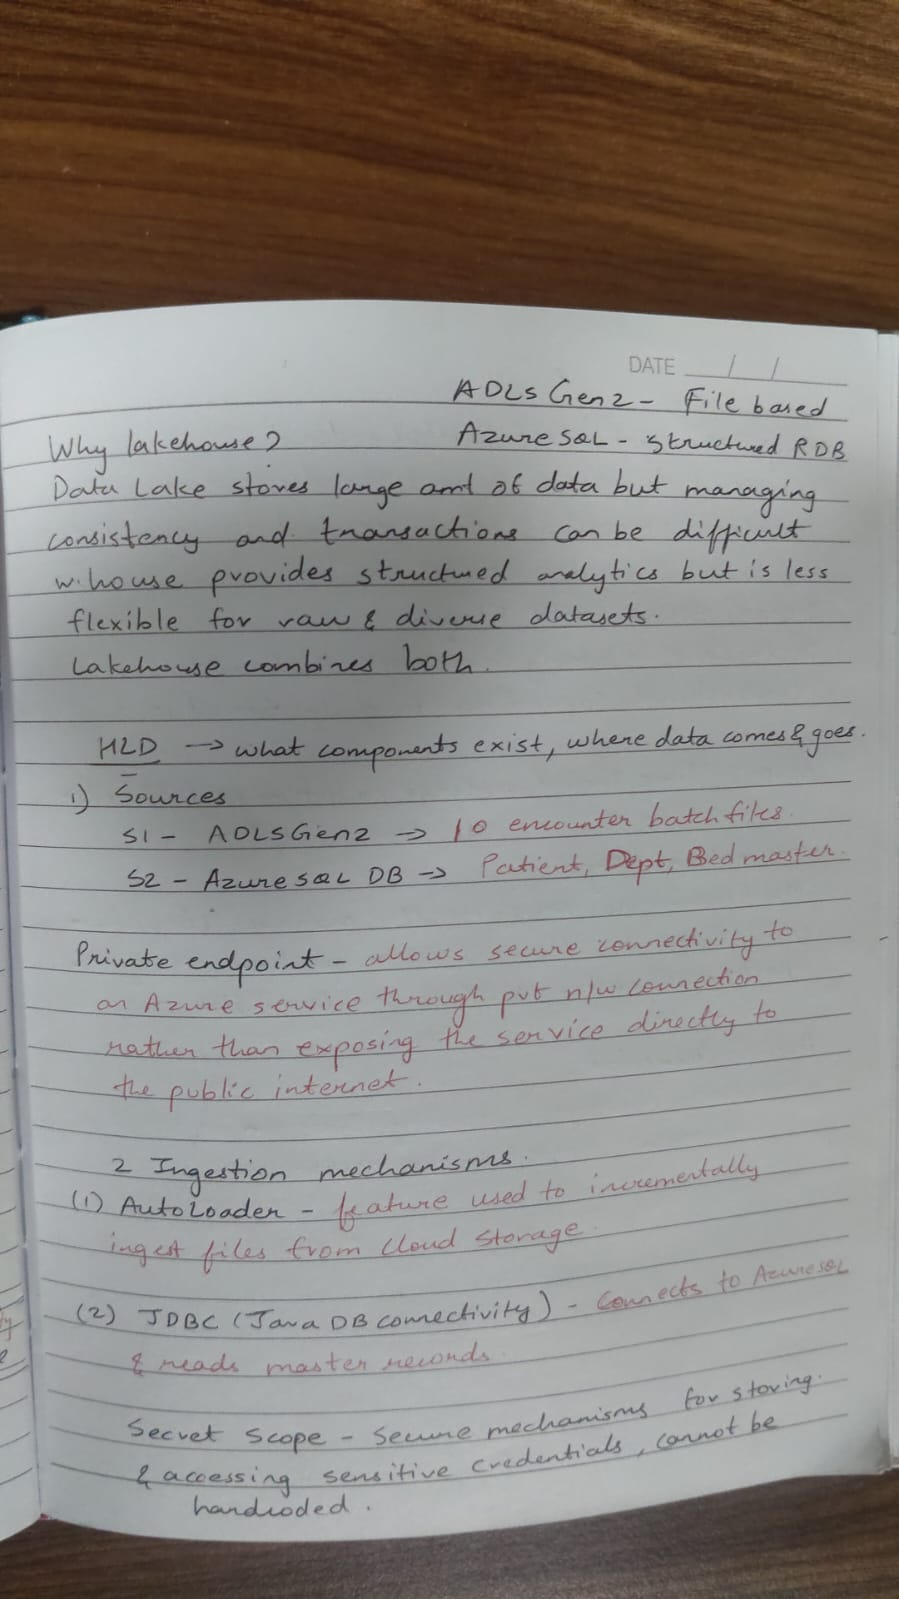 DATE __/__/__
ADLS Gen2 - File based
Azure SQL - Structured RDB
Why lakehouse?
Data Lake stores large amt of data but managing
consistency and transactions can be difficult
w.house provides structured analytics but is less
flexible for raw & diverse datasets.
Lakehouse combines both.
HLD → what components exist, where data comes & goes.
1) Sources
S1 - ADLS Gen2 → 10 encounter batch files.
S2 - Azure SQL DB → Patient, Dept, Bed master.
Private endpoint - allows secure connectivity to
an Azure service through pvt n/w connection
rather than exposing the service directly to
the public internet.
2 Ingestion mechanisms.
(1) AutoLoader - feature used to incrementally
ingest files from cloud storage.
(2) JDBC (Java DB connectivity) - Connects to Azure SQL
& reads master records.
Secret Scope - Secure mechanisms for storing
& accessing sensitive credentials, cannot be
hardcoded.